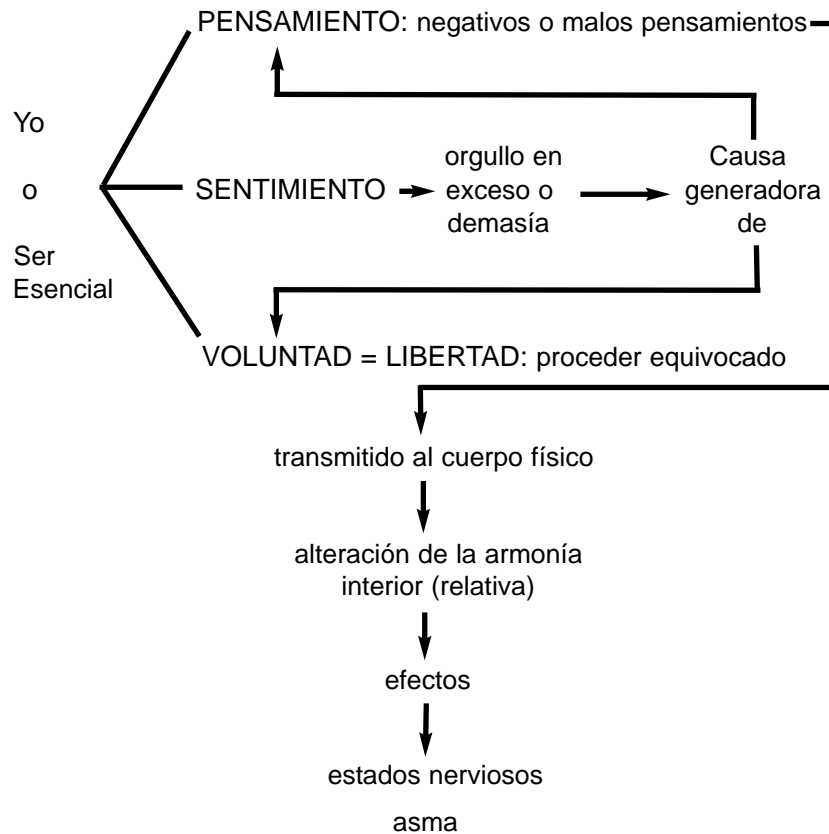 PENSAMIENTO: negativos o malos pensamientos
Yo
o
Ser
Esencial
SENTIMIENTO
orgullo en
exceso o
demasía
Causa
generadora
de
VOLUNTAD = LIBERTAD: proceder equivocado
transmitido al cuerpo físico
alteración de la armonía
interior (relativa)
efectos
estados nerviosos
asma